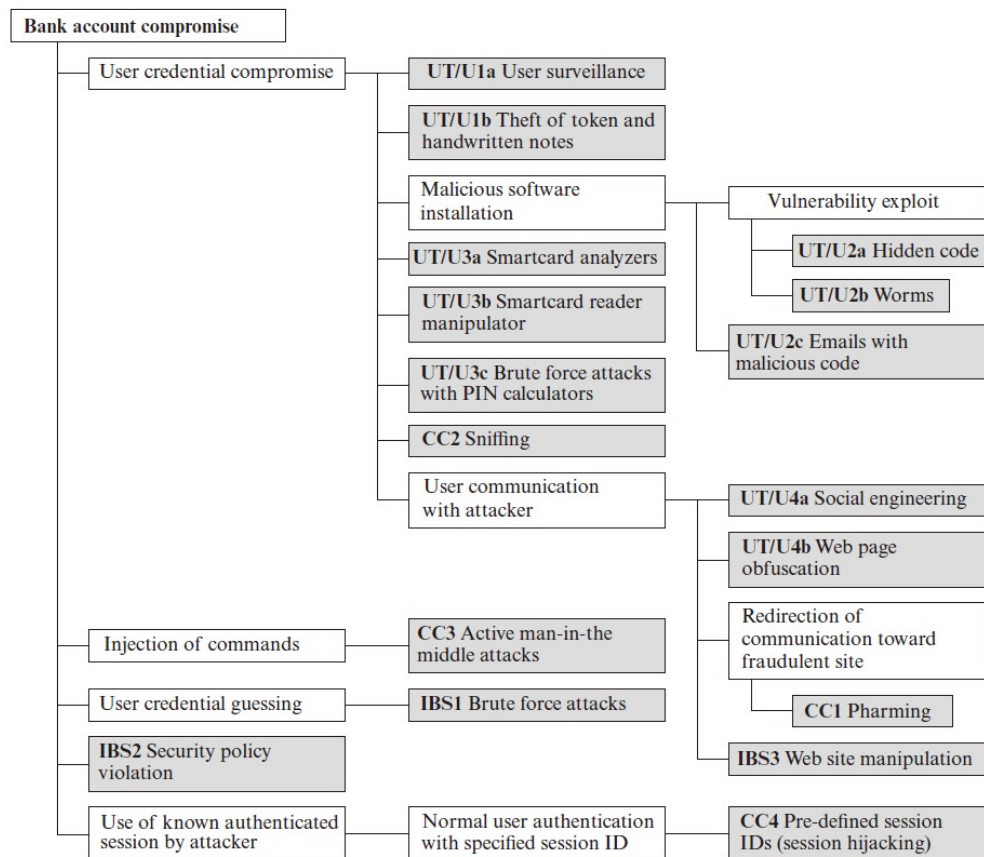 Bank account compromise
User credential compromise
UT/U1a User surveillance
UT/U1b Theft of token and
handwritten notes
Malicious software
installation
Vulnerability exploit
UT/U2a Hidden code
UT/U2b Worms
UT/U2c Emails with
malicious code
UT/U3a Smartcard analyzers
UT/U3b Smartcard reader
manipulator
UT/U3c Brute force attacks
with PIN calculators
CC2 Sniffing
User communication
with attacker
UT/U4a Social engineering
UT/U4b Web page
obfuscation
Redirection of
communication toward
fraudulent site
CC1 Pharming
IBS3 Web site manipulation
Injection of commands
CC3 Active man-in-the
middle attacks
User credential guessing
IBS1 Brute force attacks
IBS2 Security policy
violation
Use of known authenticated
session by attacker
Normal user authentication
with specified session ID
CC4 Pre-defined session
IDs (session hijacking)